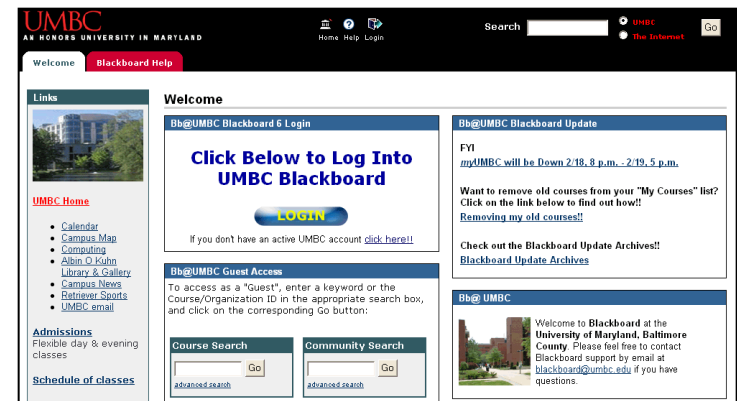 UMBC
AN HONORS UNIVERSITY IN MARYLAND
Home Help Login
Search
UMBC
The Internet
Go
Welcome
Blackboard Help
Links
UMBC Home
Calendar
Campus Map
Computing
Albin O Kuhn
Library & Gallery
Campus News
Retriever Sports
UMBC email
Admissions
Flexible day & evening
classes
Schedule of classes
Welcome
Bb@UMBC Blackboard 6 Login
Click Below to Log Into
UMBC Blackboard
LOGIN
If you don't have an active UMBC account click here!!
Bb@UMBC Guest Access
To access as a "Guest", enter a keyword or the
Course/Organization ID in the appropriate search box,
and click on the corresponding Go button:
Course Search
Go
advanced search
Community Search
Go
advanced search
Bb@UMBC Blackboard Update
FYI
myUMBC will be Down 2/18, 8 p.m. - 2/19, 5 p.m.
Want to remove old courses from your "My Courses" list?
Click on the link below to find out how!!
Removing my old courses!!
Check out the Blackboard Update Archives!!
Blackboard Update Archives
Bb@ UMBC
Welcome to Blackboard at the
University of Maryland, Baltimore
County. Please feel free to contact
Blackboard support by email at
blackboard@umbc.edu if you have
questions.